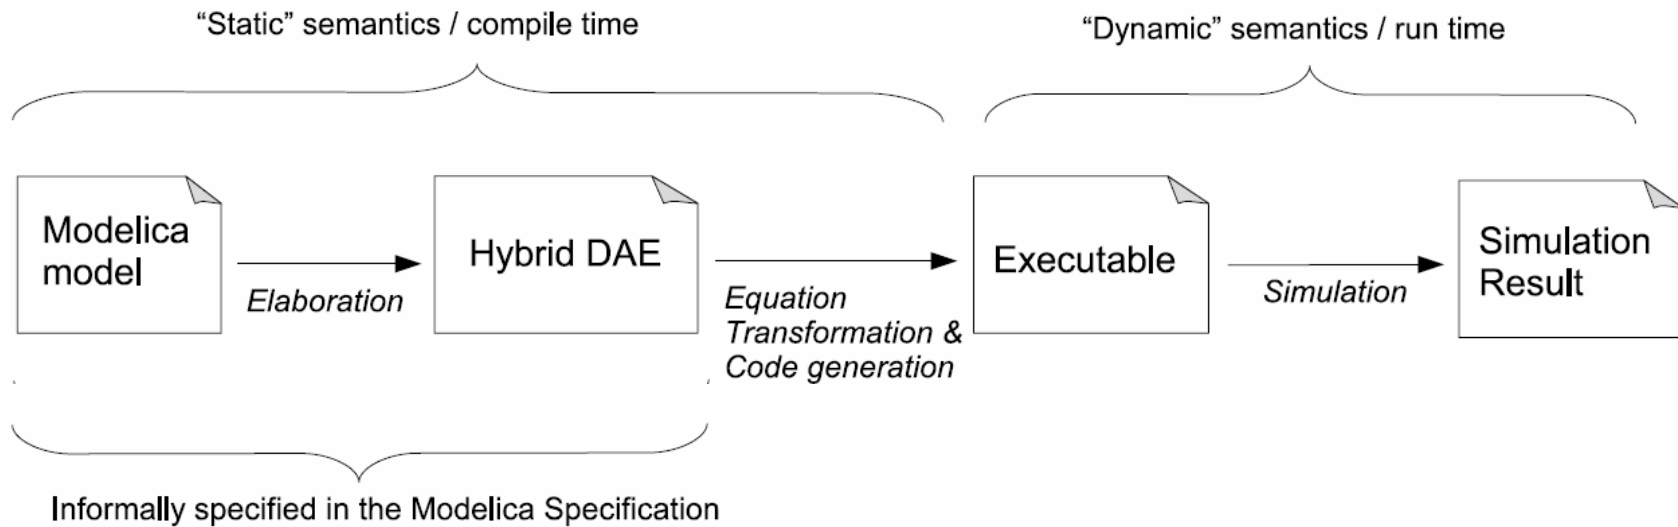 “Static” semantics / compile time
“Dynamic” semantics / run time
Modelica
model
Elaboration
Hybrid DAE
Equation
Transformation &
Code generation
Executable
Simulation
Simulation
Result
Informally specified in the Modelica Specification